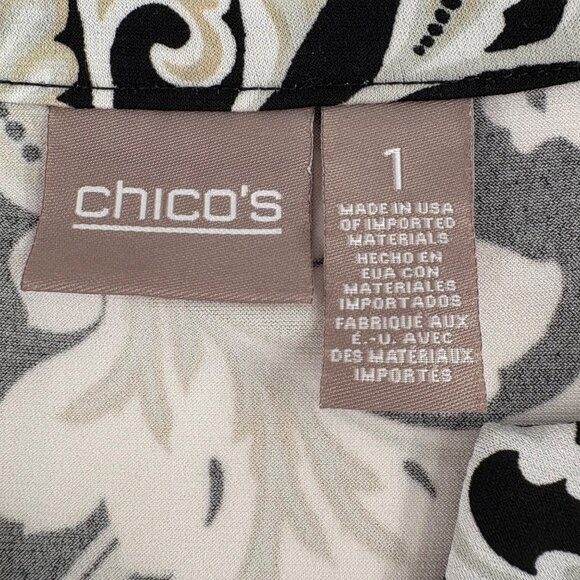 chico's
1
MADE IN USA
OF IMPORTED
MATERIALS
HECHO EN
EUA CON
MATERIALES
IMPORTADOS
FABRIQUÉ AUX
É.-U. AVEC
DES MATÉRIAUX
IMPORTÉS